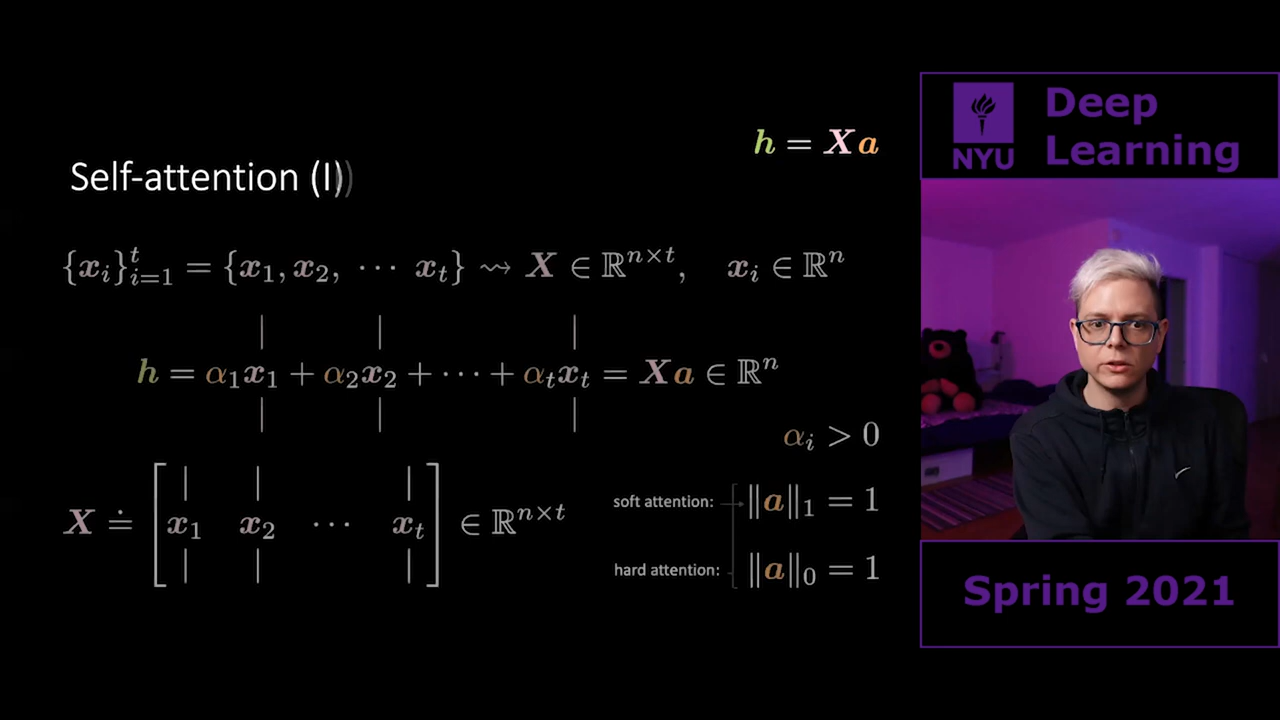 h = Xa
Self-attention (I)
{x_i}_{i=1}^t = {x_1, x_2, ⋯ x_t} ⇝ X ∈ ℝ^{n×t}, x_i ∈ ℝ^n
h = α_1x_1 + α_2x_2 + ⋯ + α_tx_t = Xa ∈ ℝ^n
α_i > 0
X ≐ [x_1 x_2 ⋯ x_t] ∈ ℝ^{n×t}
soft attention: ‖a‖_1 = 1
hard attention: ‖a‖_0 = 1
NYU
Deep
Learning
Spring 2021